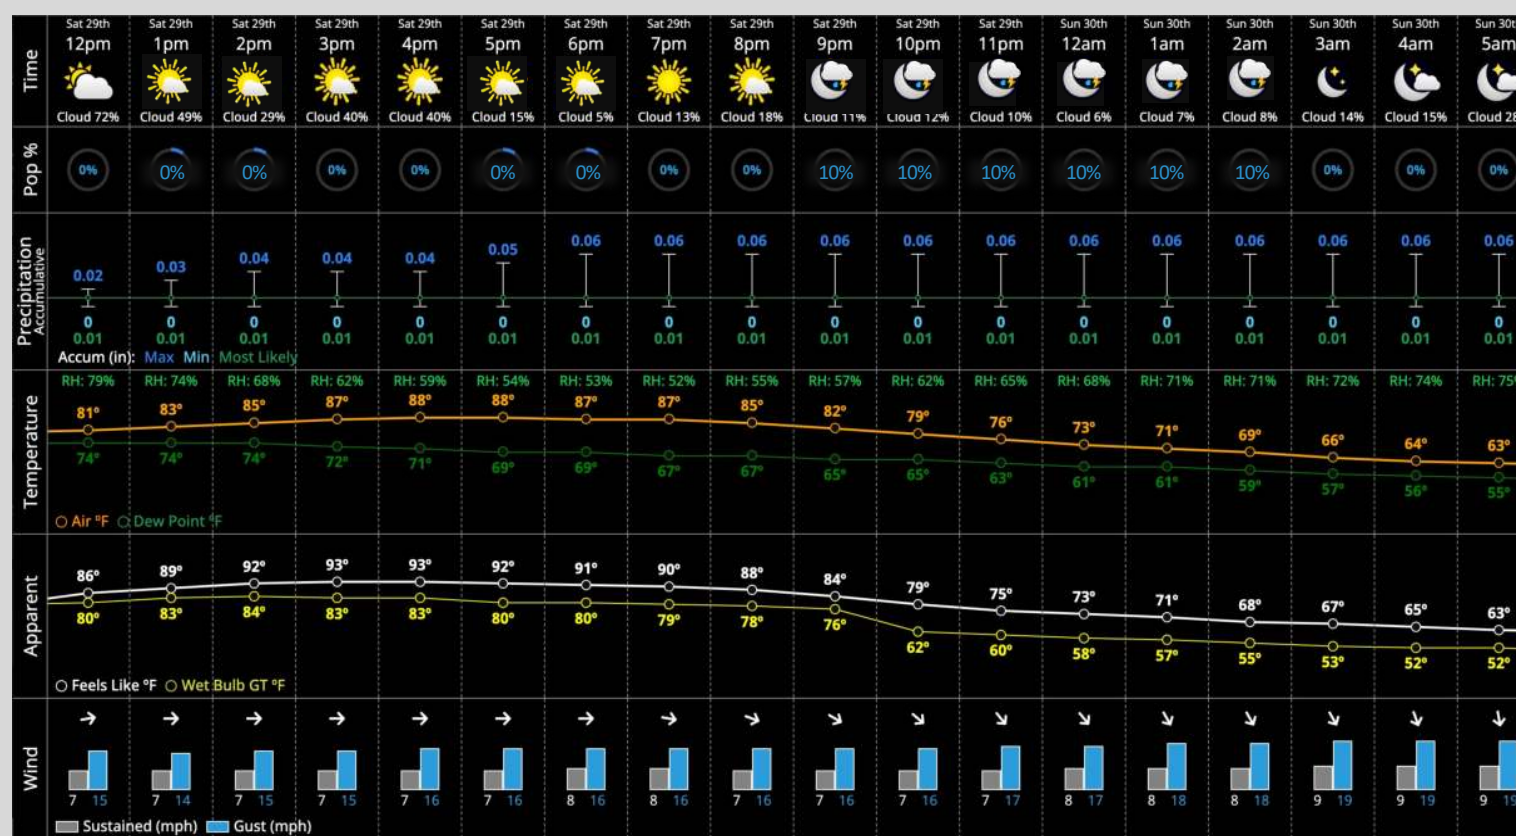 Sat 29th Sat 29th Sat 29th Sat 29th Sat 29th Sat 29th Sat 29th Sat 29th Sat 29th Sat 29th Sat 29th Sat 29th Sun 30th Sun 30th Sun 30th Sun 30th Sun 30th Sun 30t
Time
12pm 1pm 2pm 3pm 4pm 5pm 6pm 7pm 8pm 9pm 10pm 11pm 12am 1am 2am 3am 4am 5am
Cloud 72% Cloud 49% Cloud 29% Cloud 40% Cloud 40% Cloud 15% Cloud 5% Cloud 13% Cloud 18% Cloud 11% Cloud 12% Cloud 10% Cloud 6% Cloud 7% Cloud 8% Cloud 14% Cloud 15% Cloud 28
Pop %
0% 0% 0% 0% 0% 0% 0% 0% 0% 10% 10% 10% 10% 10% 10% 0% 0% 0%
Precipitation
Accumulative
0.02 0.03 0.04 0.04 0.04 0.05 0.06 0.06 0.06 0.06 0.06 0.06 0.06 0.06 0.06 0.06 0.06 0.06
0 0 0 0 0 0 0 0 0 0 0 0 0 0 0 0 0 0
0.01 0.01 0.01 0.01 0.01 0.01 0.01 0.01 0.01 0.01 0.01 0.01 0.01 0.01 0.01 0.01 0.01 0.01
Accum (in): Max Min Most Likely
Temperature
RH: 79% RH: 74% RH: 68% RH: 62% RH: 59% RH: 54% RH: 53% RH: 52% RH: 55% RH: 57% RH: 62% RH: 65% RH: 68% RH: 71% RH: 71% RH: 72% RH: 74% RH: 75%
81° 83° 85° 87° 88° 88° 87° 87° 85° 82° 79° 76° 73° 71° 69° 66° 64° 63°
74° 74° 74° 72° 71° 69° 69° 67° 67° 65° 65° 63° 61° 61° 59° 57° 56° 55°
Air °F Dew Point °F
Apparent
86° 89° 92° 93° 93° 92° 91° 90° 88° 84° 79° 75° 73° 71° 68° 67° 65° 63°
80° 83° 84° 83° 83° 80° 80° 79° 78° 76° 62° 60° 58° 57° 55° 53° 52° 52°
Feels Like °F Wet Bulb GT °F
Wind
7 15 7 14 7 15 7 15 7 16 7 16 8 16 8 16 7 16 7 16 7 16 7 17 8 17 8 18 8 18 9 19 9 19 9 19
Sustained (mph) Gust (mph)